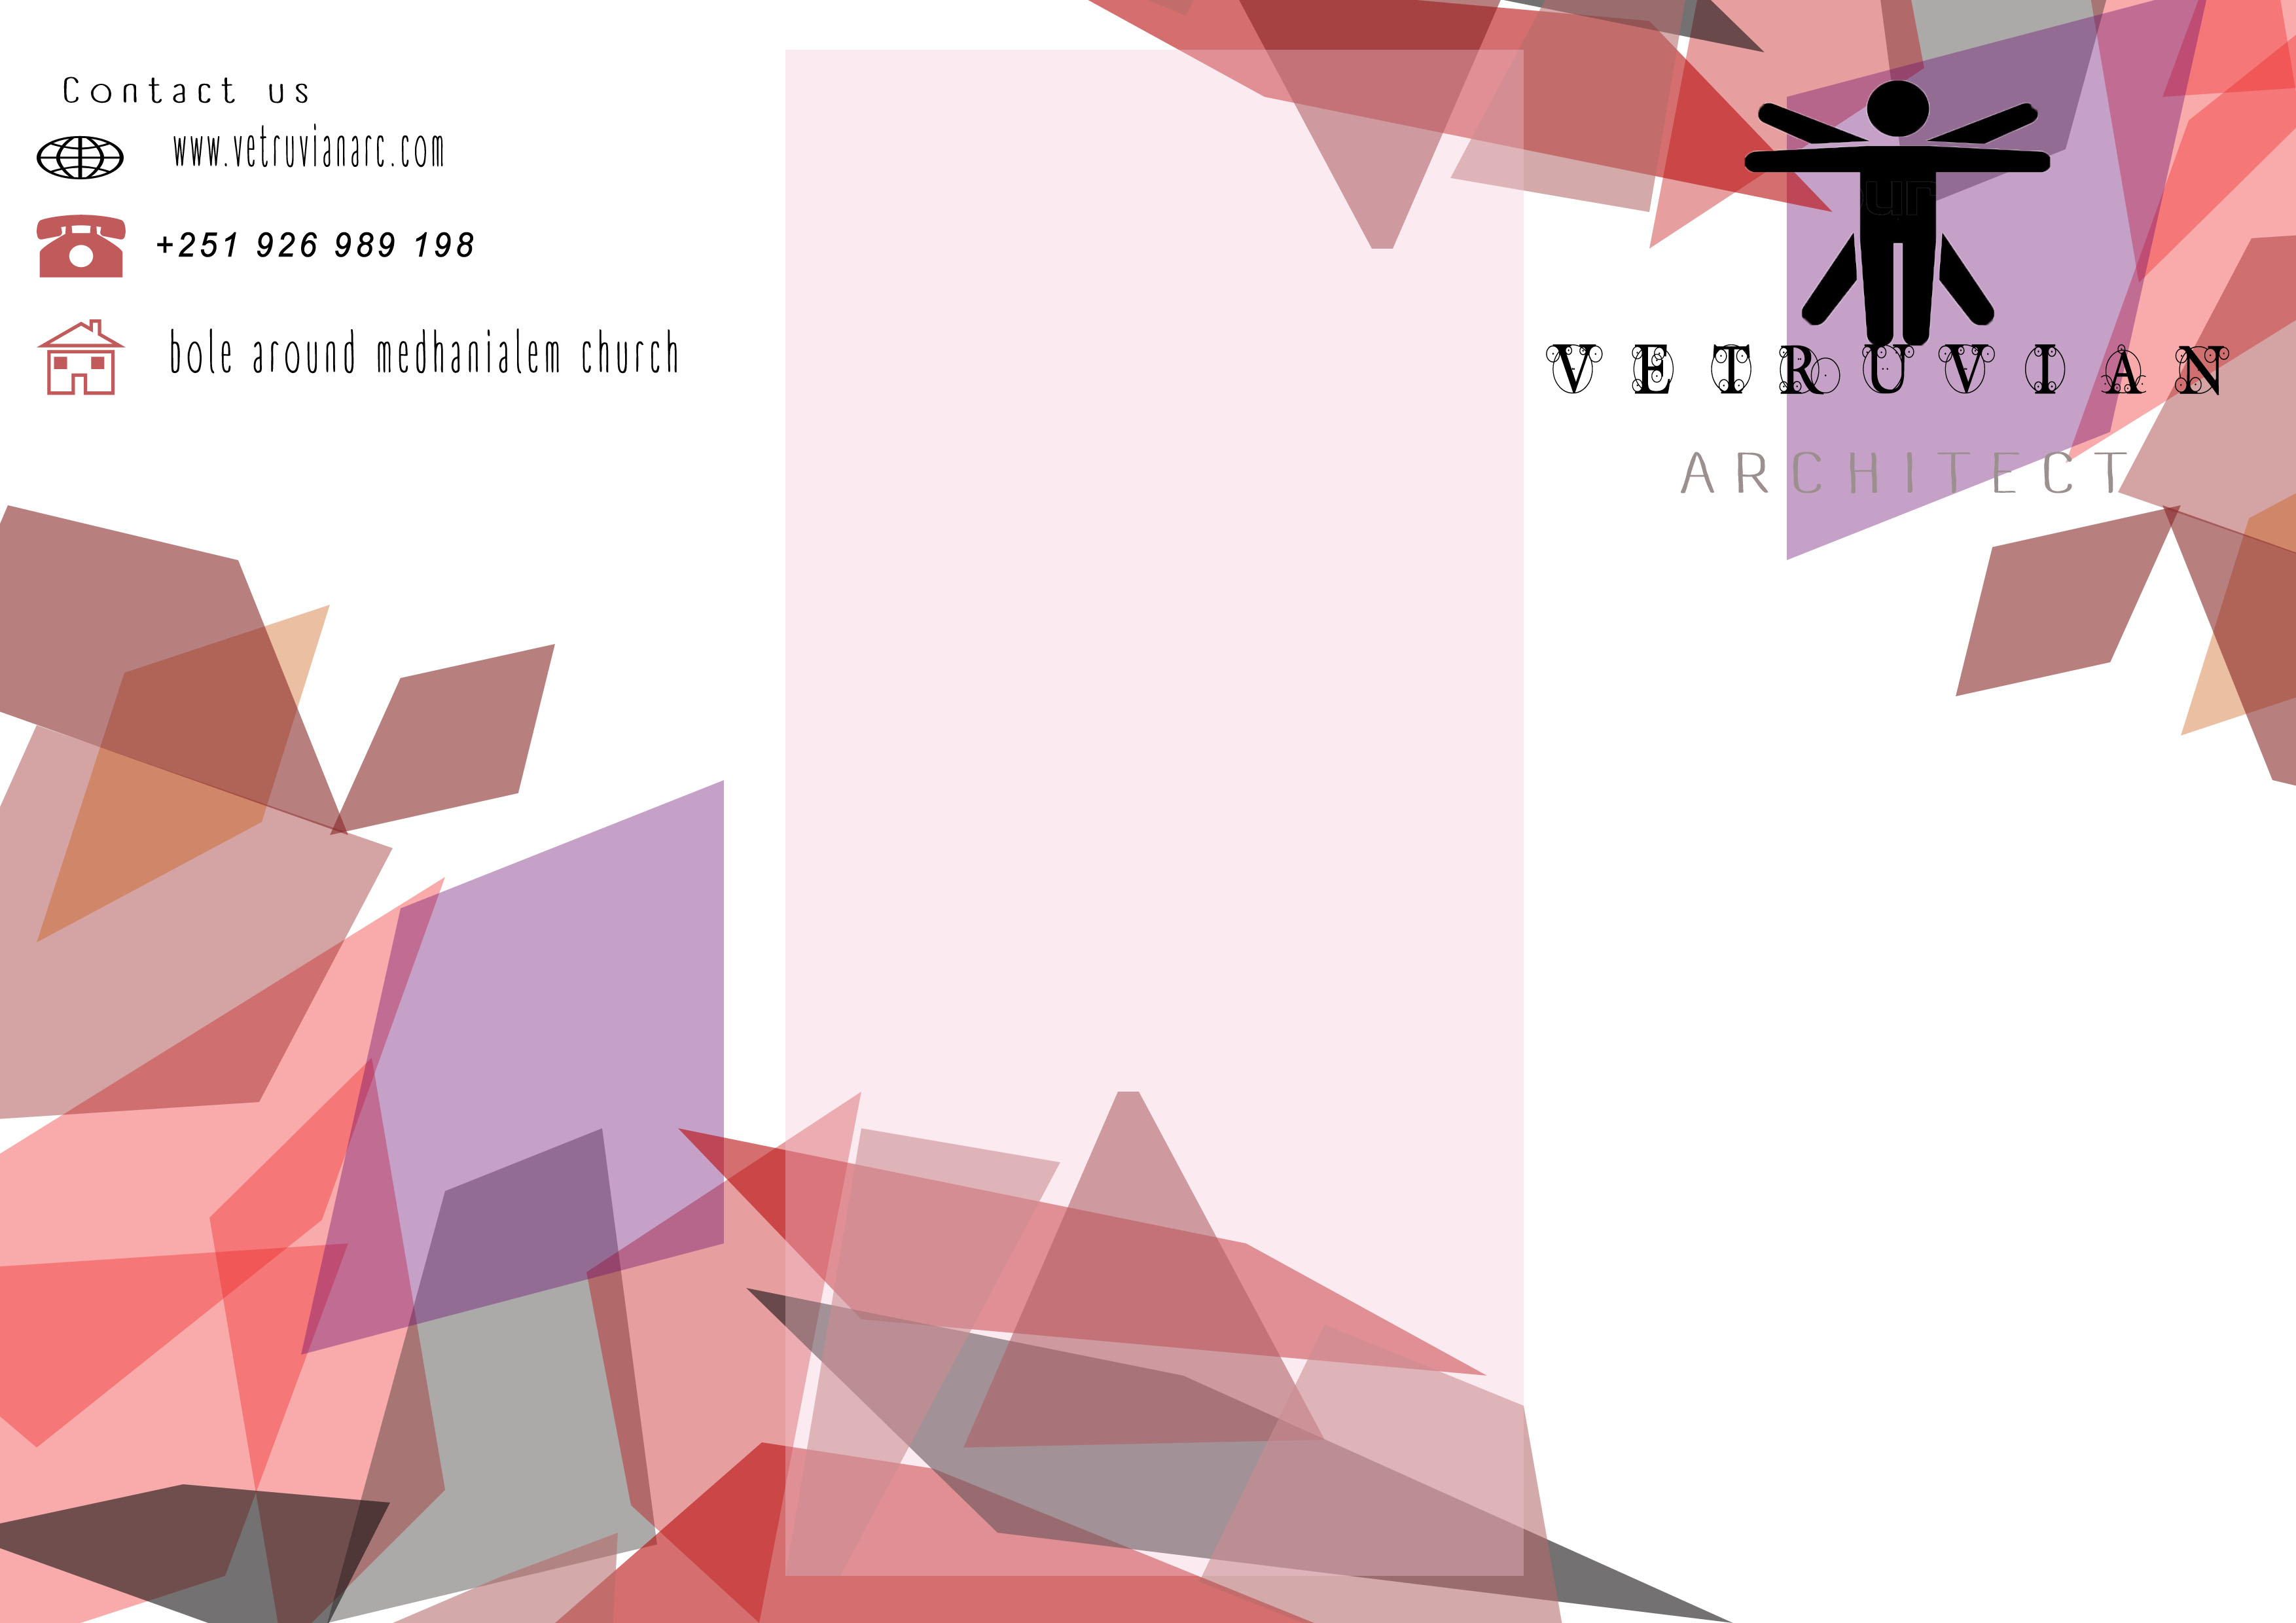 Contact us
www.vetruvianarc.com
+251 926 989 198
bole around medhanialem church
VETRUVIAN
ARCHITECT